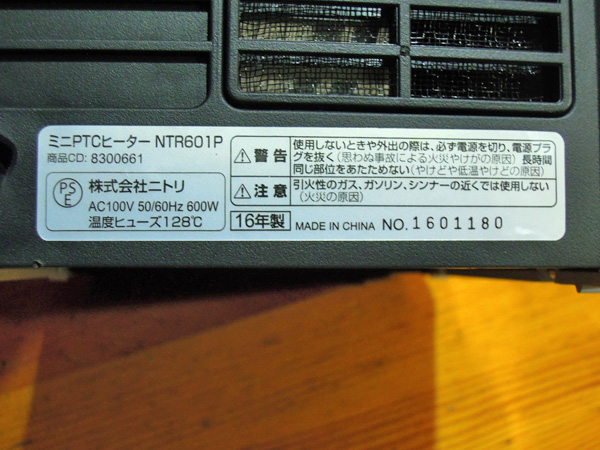 ミニPTCヒーター NTR601P
商品CD: 8300661
PSE
株式会社ニトリ
AC100V 50/60Hz 600W
温度ヒューズ128℃
警告
使用しないときや外出の際は、必ず電源を切り、電源プラ
グを抜く(思わぬ事故による火災やけがの原因) 長時間
同じ部位をあたためない(やけどや低温やけどの原因)
注意
引火性のガス、ガソリン、シンナーの近くでは使用しない
(火災の原因)
16年製 MADE IN CHINA NO. 1601180